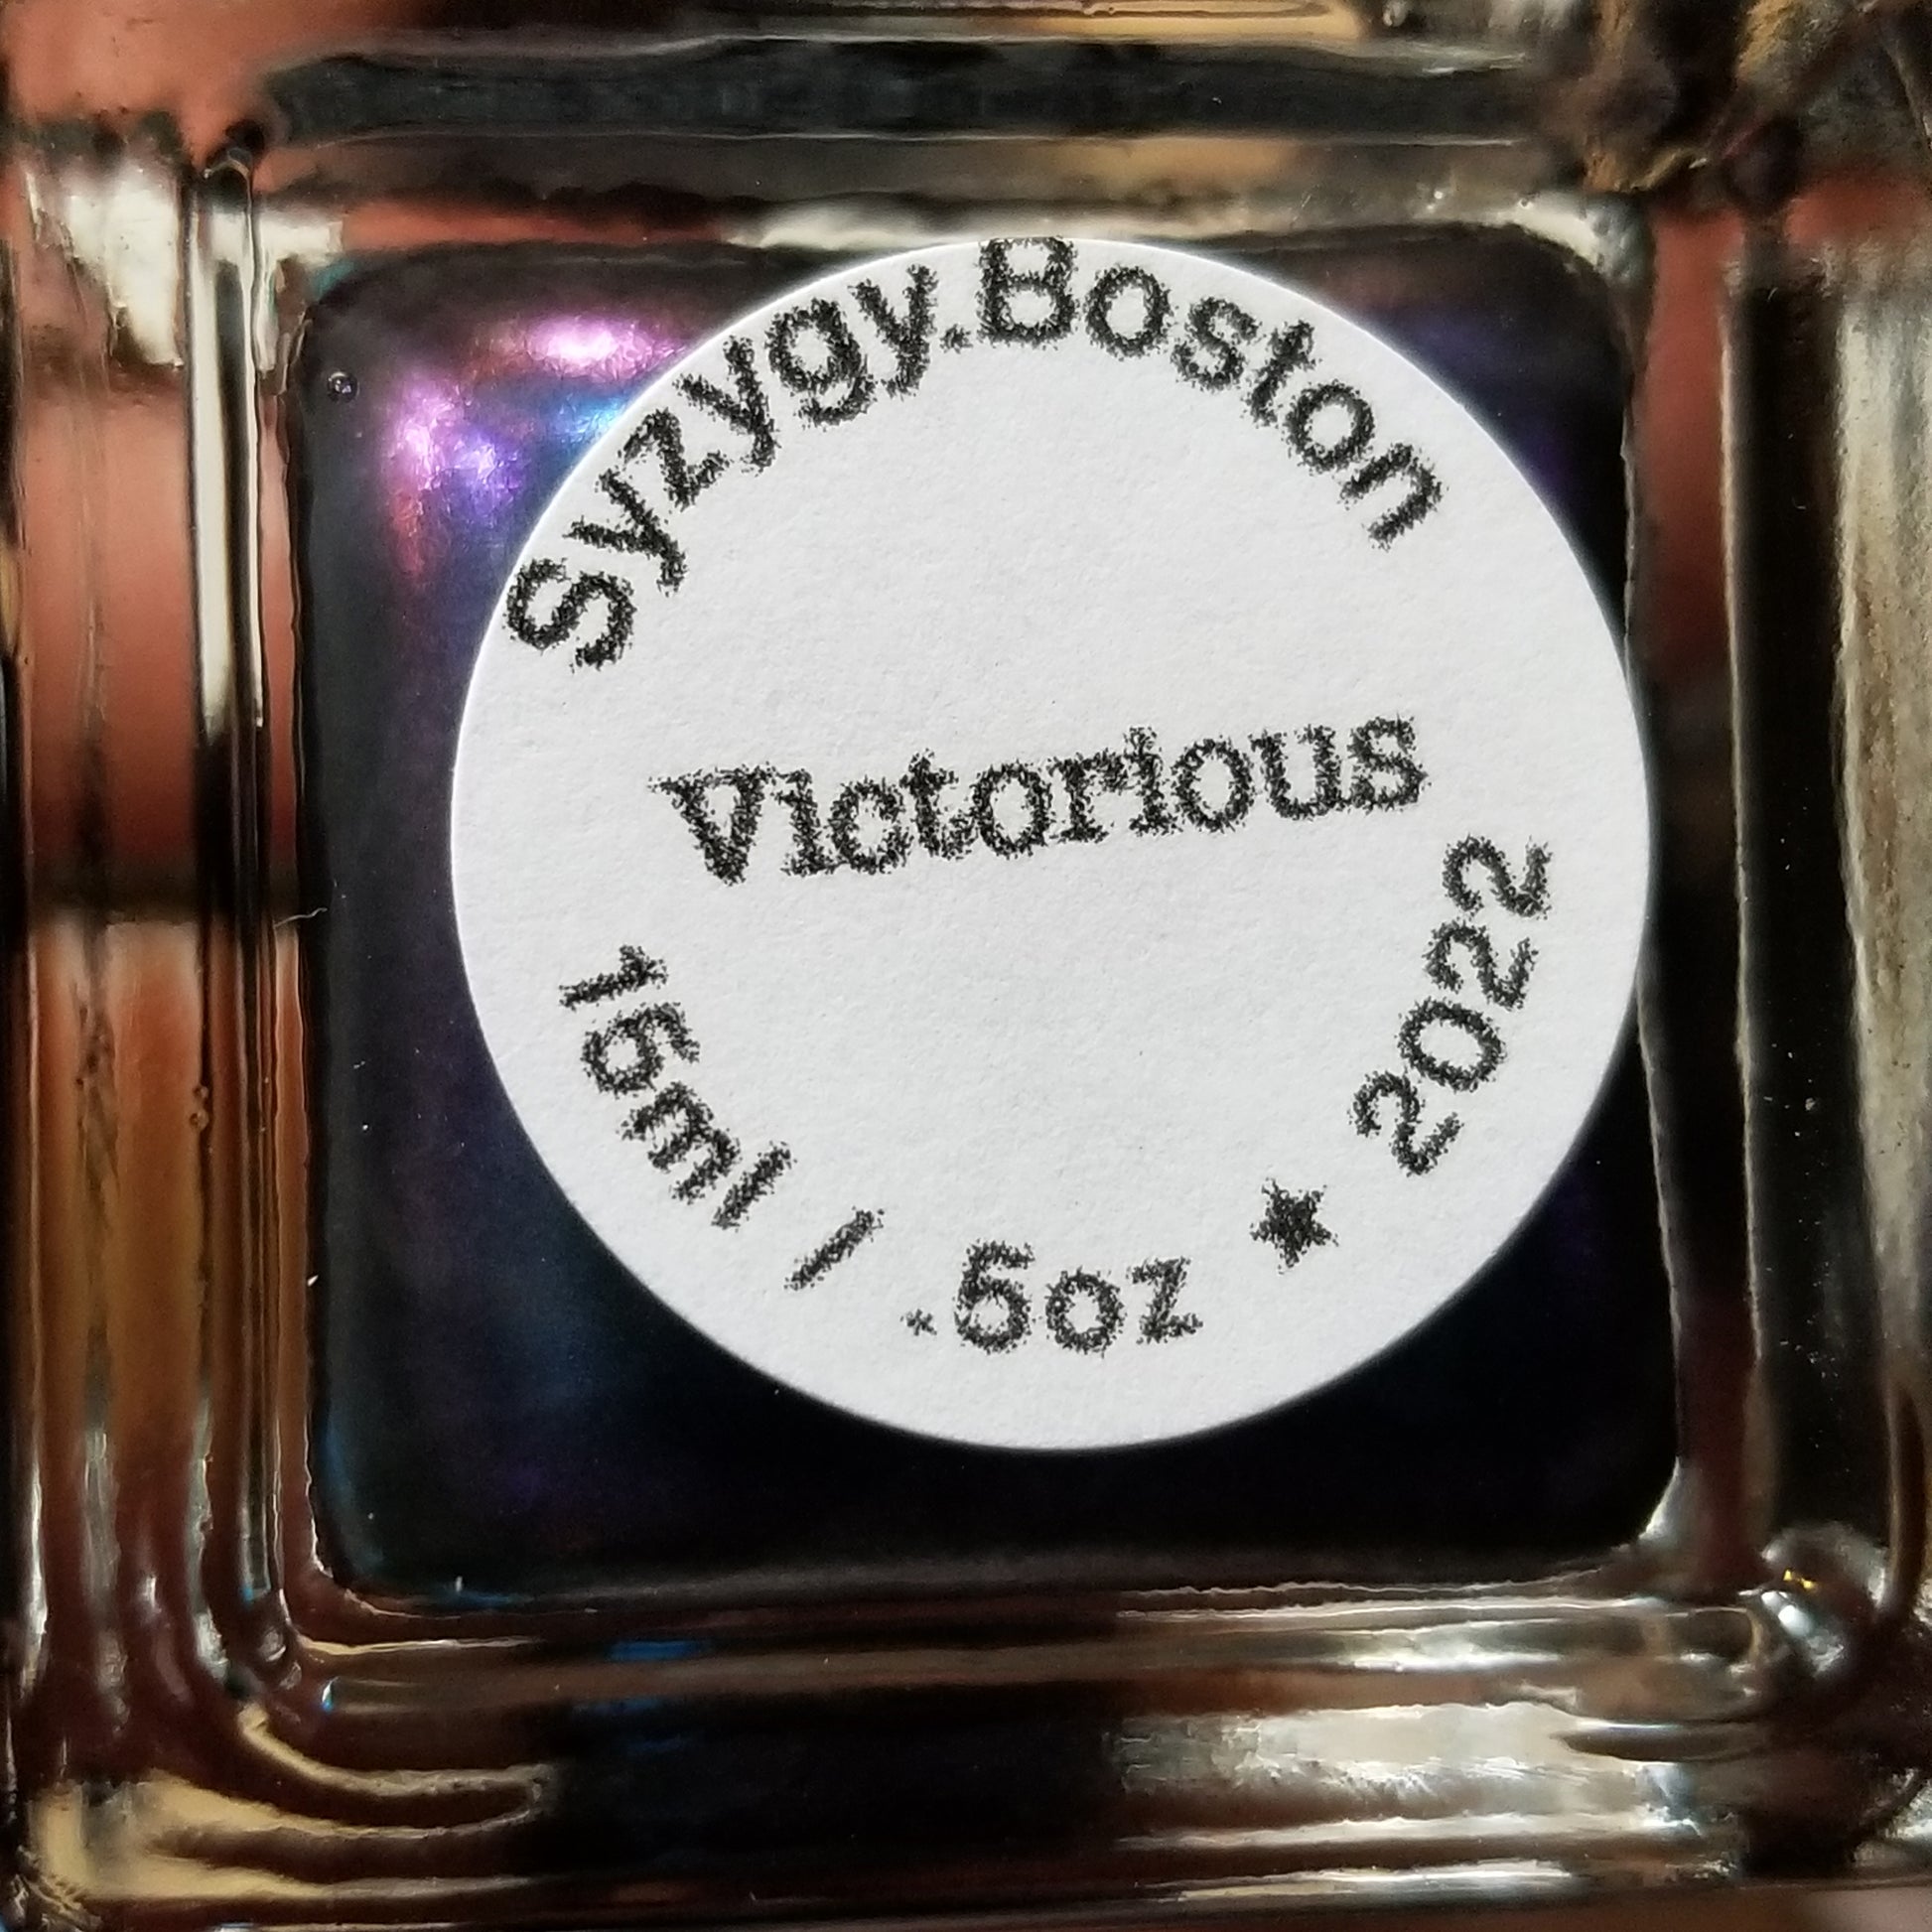 Syzygy.Boston
Victorious
15ml / .5oz ★ 2022